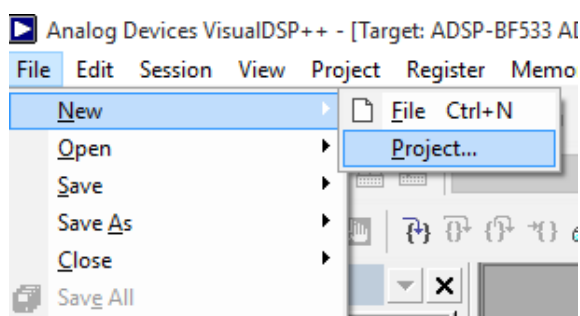 Analog Devices VisualDSP++ - [Target: ADSP-BF533 AD
File Edit Session View Project Register Memo
New
File Ctrl+N
Open
Project...
Save
Save As
Close
Save All